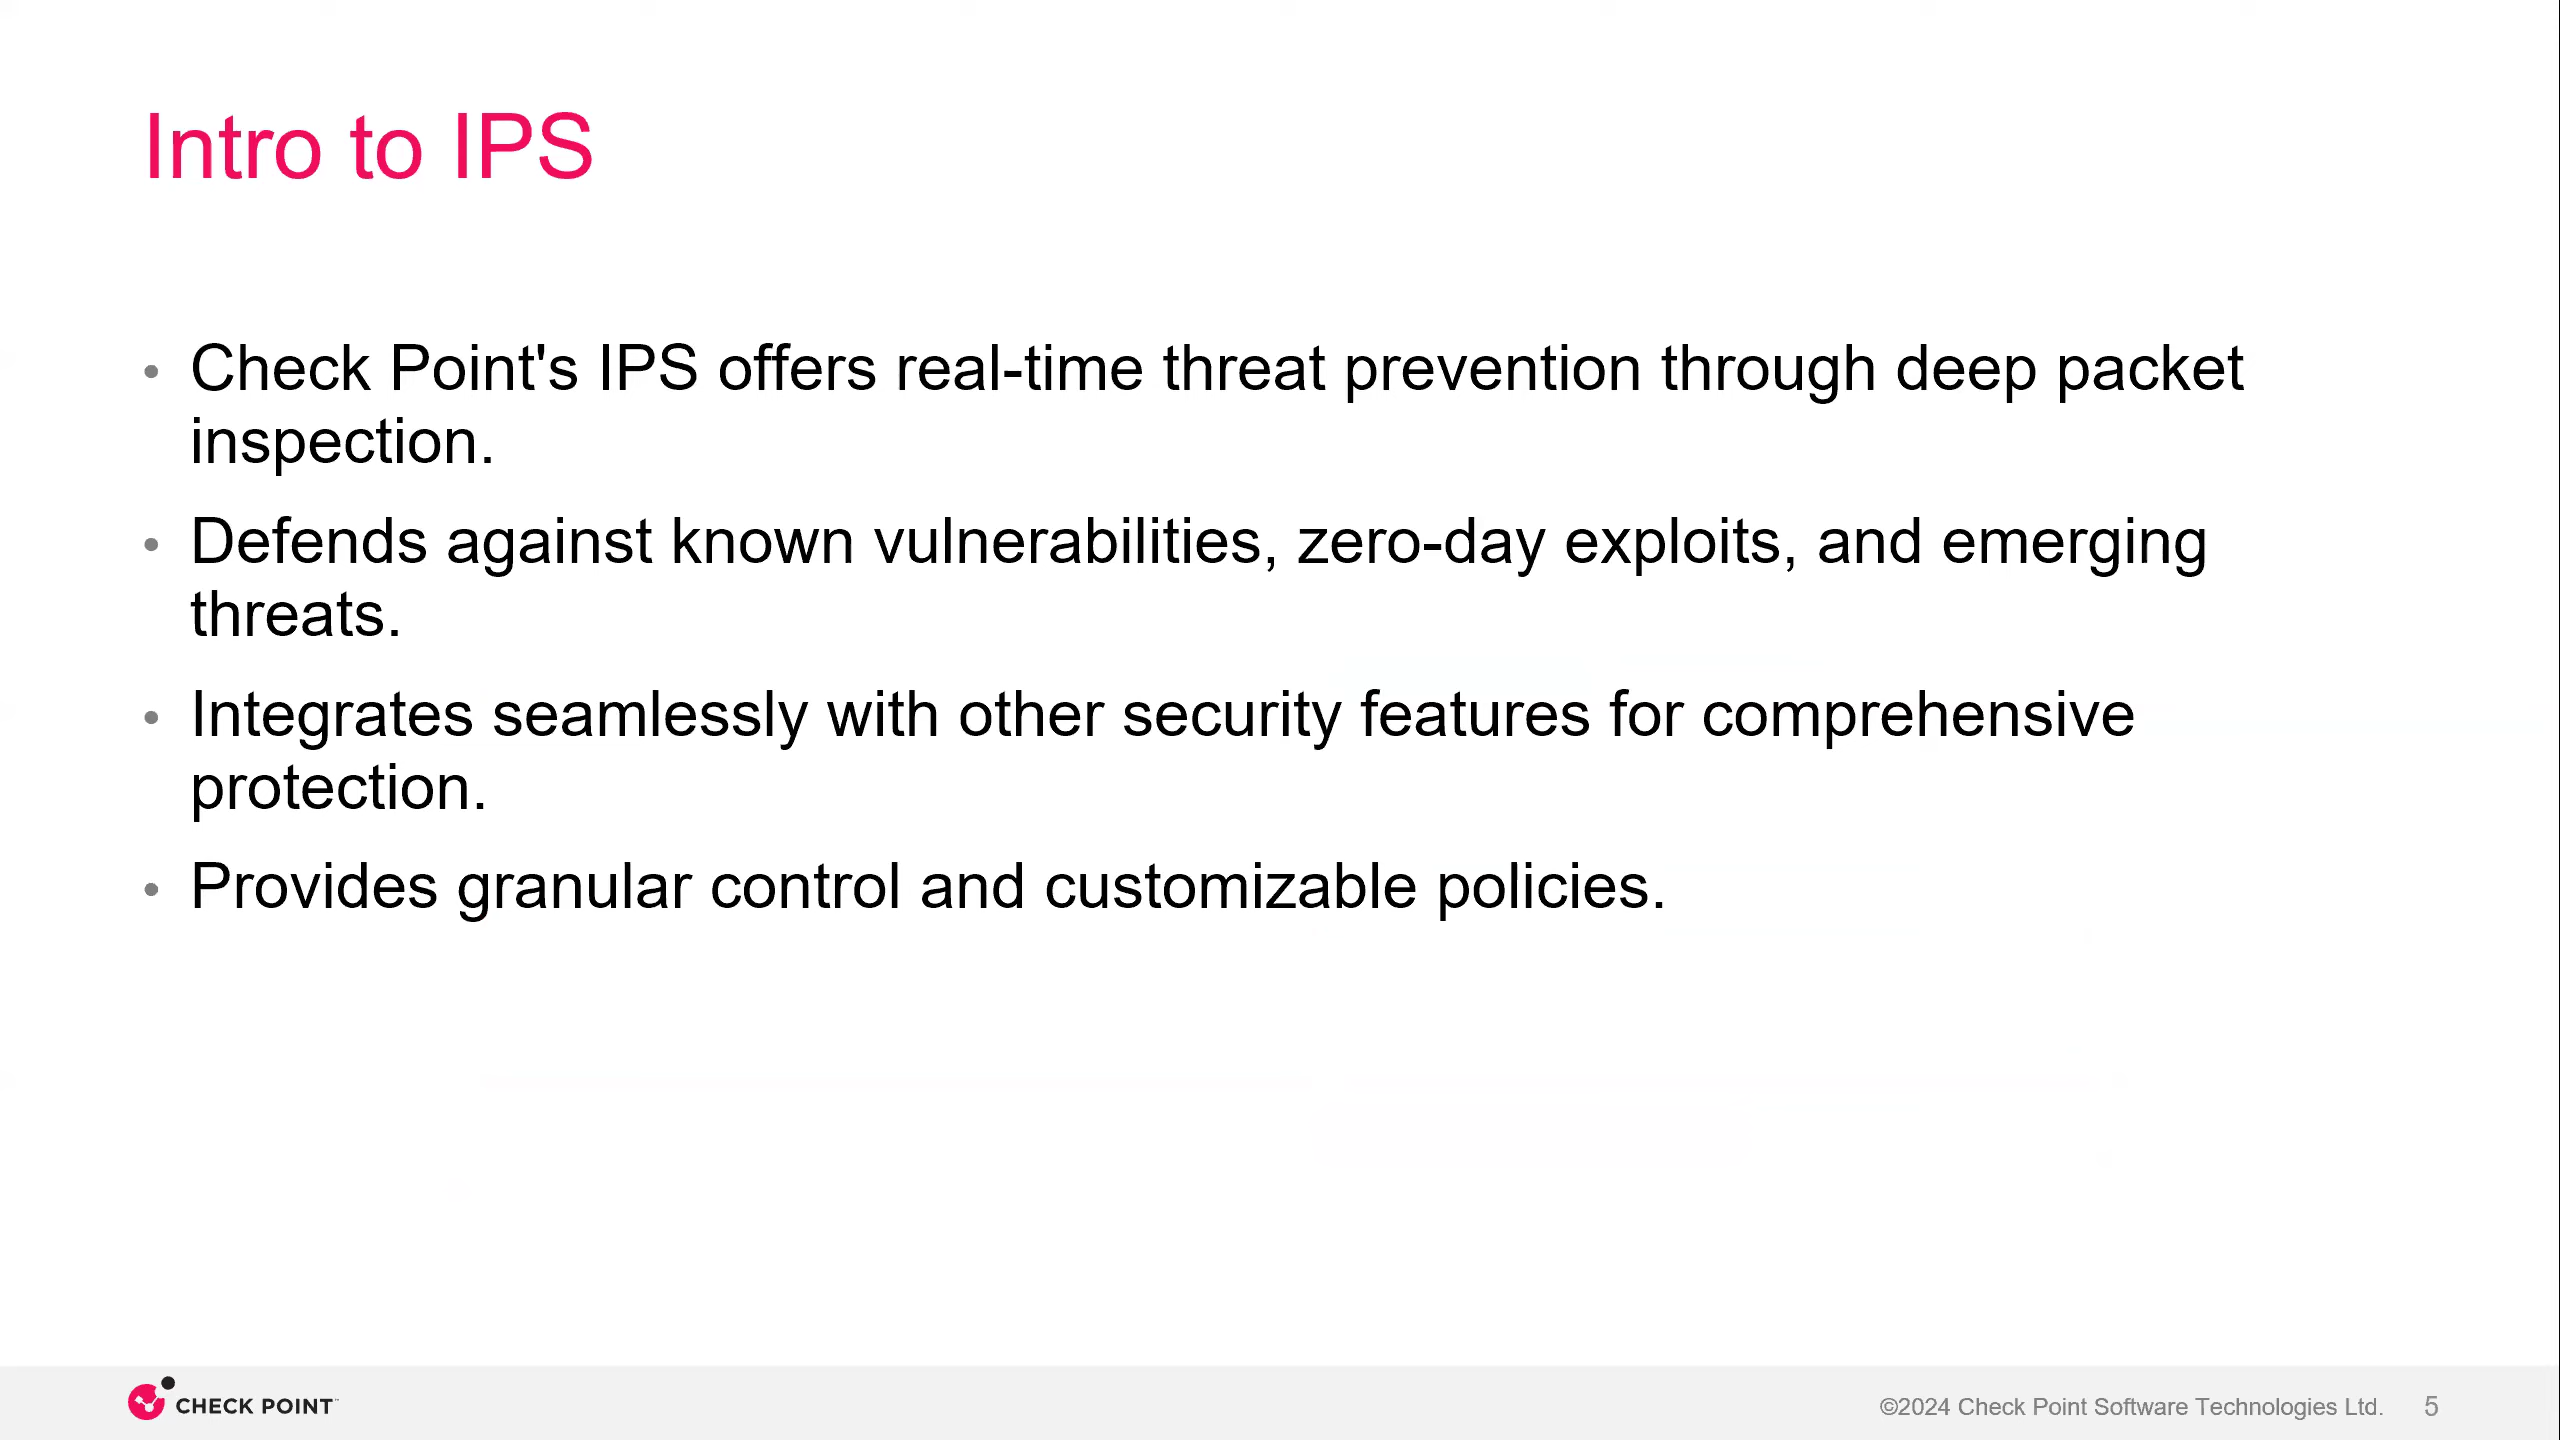 Intro to IPS
• Check Point's IPS offers real-time threat prevention through deep packet
inspection.
• Defends against known vulnerabilities, zero-day exploits, and emerging
threats.
• Integrates seamlessly with other security features for comprehensive
protection.
• Provides granular control and customizable policies.
CHECK POINT™
©2024 Check Point Software Technologies Ltd. 5